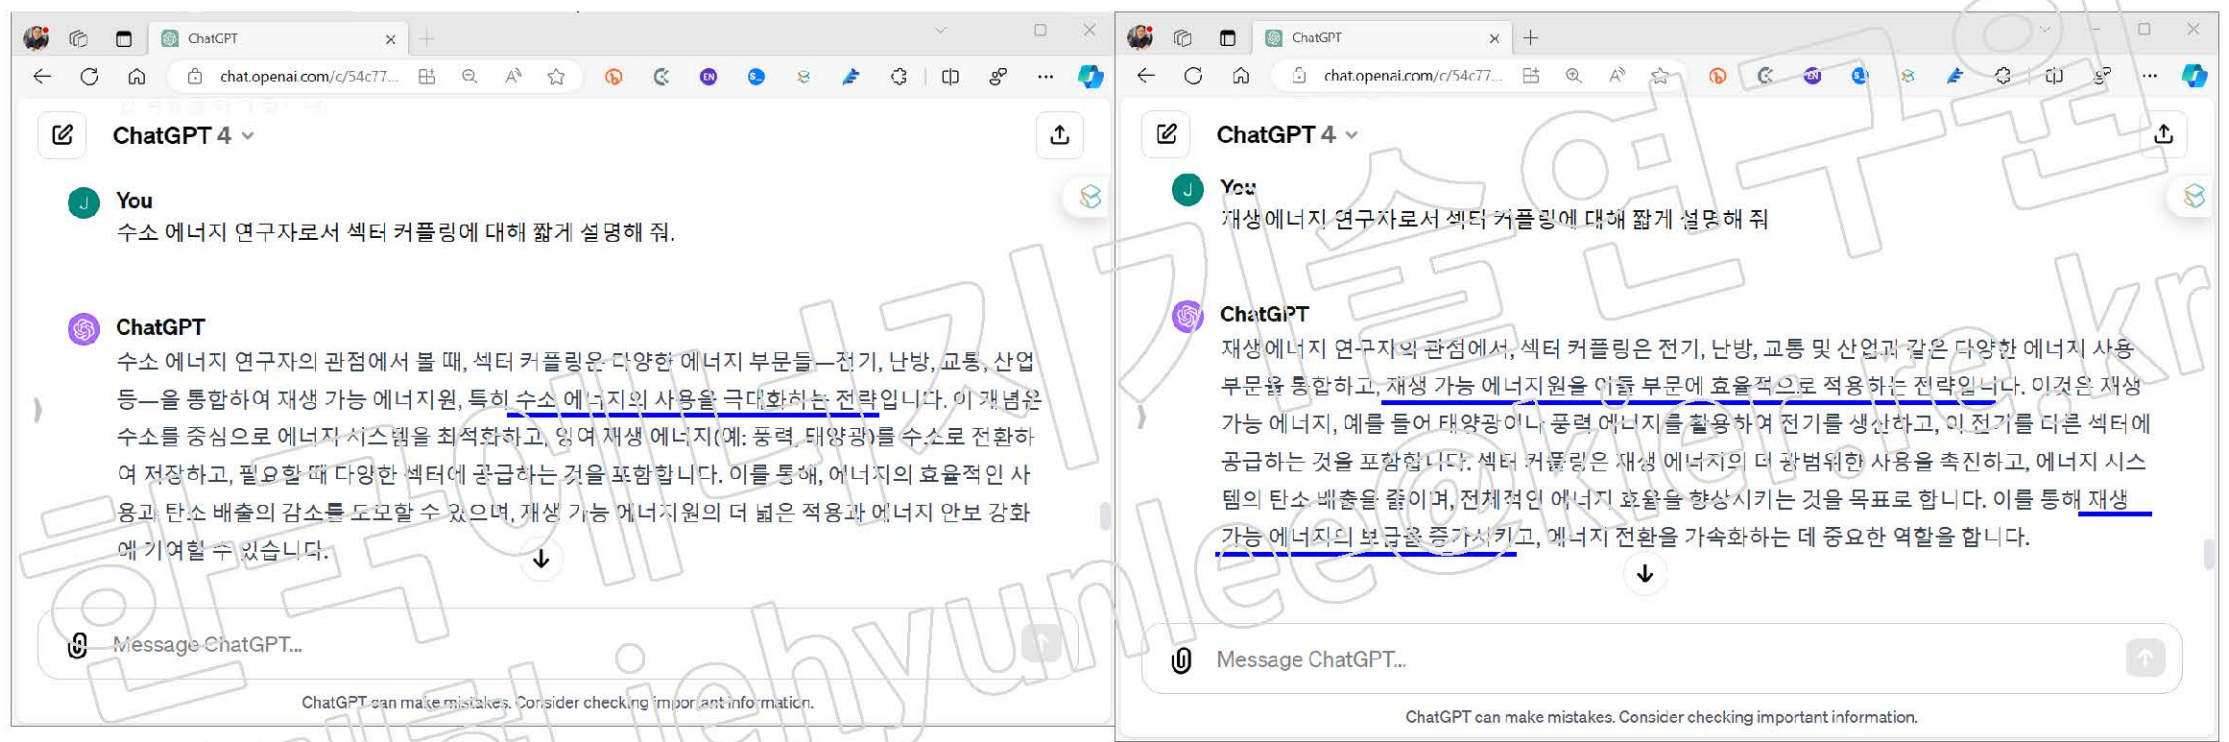 ChatGPT
chat.openai.com/c/54c77...
EN
ChatGPT 4
J
You
수소 에너지 연구자로서 섹터 커플링에 대해 짧게 설명해 줘.
ChatGPT
수소 에너지 연구자의 관점에서 볼 때, 섹터 커플링은 다양한 에너지 부문들—전기, 난방, 교통, 산업
등—을 통합하여 재생 가능 에너지원, 특히 수소 에너지의 사용을 극대화하는 전략입니다. 이 개념은
수소를 중심으로 에너지 시스템을 최적화하고, 잉여 재생 에너지(예: 풍력, 태양광)를 수소로 전환하
여 저장하고, 필요할 때 다양한 섹터에 공급하는 것을 포함합니다. 이를 통해, 에너지의 효율적인 사
용과 탄소 배출의 감소를 도모할 수 있으며, 재생 가능 에너지원의 더 넓은 적용과 에너지 안보 강화
에 기여할 수 있습니다.
Message ChatGPT...
ChatGPT can make mistakes. Consider checking important information.
ChatGPT
chat.openai.com/c/54c77...
EN
ChatGPT 4
J
You
재생에너지 연구자로서 섹터 커플링에 대해 짧게 설명해 줘
ChatGPT
재생에너지 연구자의 관점에서, 섹터 커플링은 전기, 난방, 교통 및 산업과 같은 다양한 에너지 사용
부문을 통합하고, 재생 가능 에너지원을 이들 부문에 효율적으로 적용하는 전략입니다. 이것은 재생
가능 에너지, 예를 들어 태양광이나 풍력 에너지를 활용하여 전기를 생산하고, 이 전기를 다른 섹터에
공급하는 것을 포함합니다. 섹터 커플링은 재생 에너지의 더 광범위한 사용을 촉진하고, 에너지 시스
템의 탄소 배출을 줄이며, 전체적인 에너지 효율을 향상시키는 것을 목표로 합니다. 이를 통해 재생
가능 에너지의 보급을 증가시키고, 에너지 전환을 가속화하는 데 중요한 역할을 합니다.
Message ChatGPT...
ChatGPT can make mistakes. Consider checking important information.
한국에너지기술연구원
jehyunlee@kier.re.kr